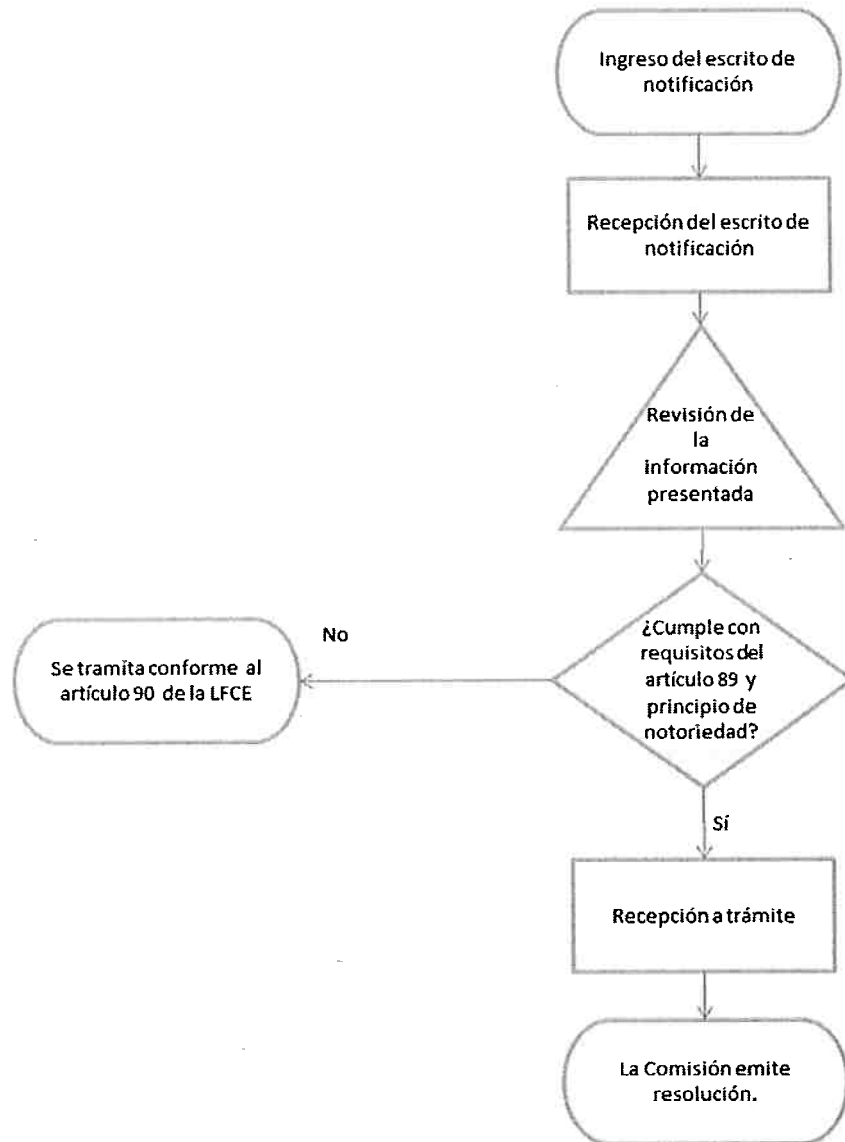 Ingreso del escrito de
notificación
Recepción del escrito de
notificación
Revisión de
la
información
presentada
¿Cumple con
requisitos del
artículo 89 y
principio de
notoriedad?
No
Se tramita conforme al
artículo 90 de la LFCE
Sí
Recepción a trámite
La Comisión emite
resolución.